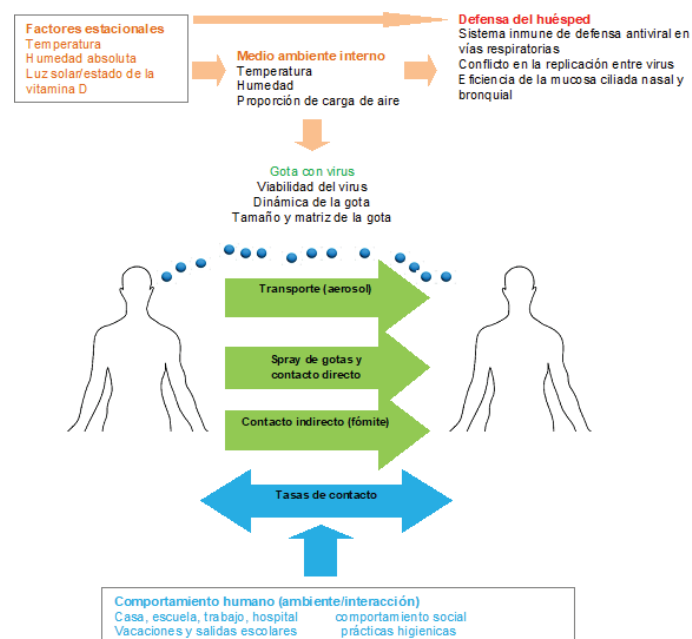 Factores estacionales
Temperatura
Humedad absoluta
Luz solar/estado de la
vitamina D
Medio ambiente interno
Temperatura
Humedad
Proporción de carga de aire
Defensa del huésped
Sistema inmune de defensa antiviral en
vías respiratorias
Conflicto en la replicación entre virus
Eficiencia de la mucosa ciliada nasal y
bronquial
Gota con virus
Viabilidad del virus
Dinámica de la gota
Tamaño y matriz de la gota
Transporte (aerosol)
Spray de gotas y
contacto directo
Contacto indirecto (fómite)
Tasas de contacto
Comportamiento humano (ambiente/interacción)
Casa, escuela, trabajo, hospital comportamiento social
Vacaciones y salidas escolares prácticas higienicas